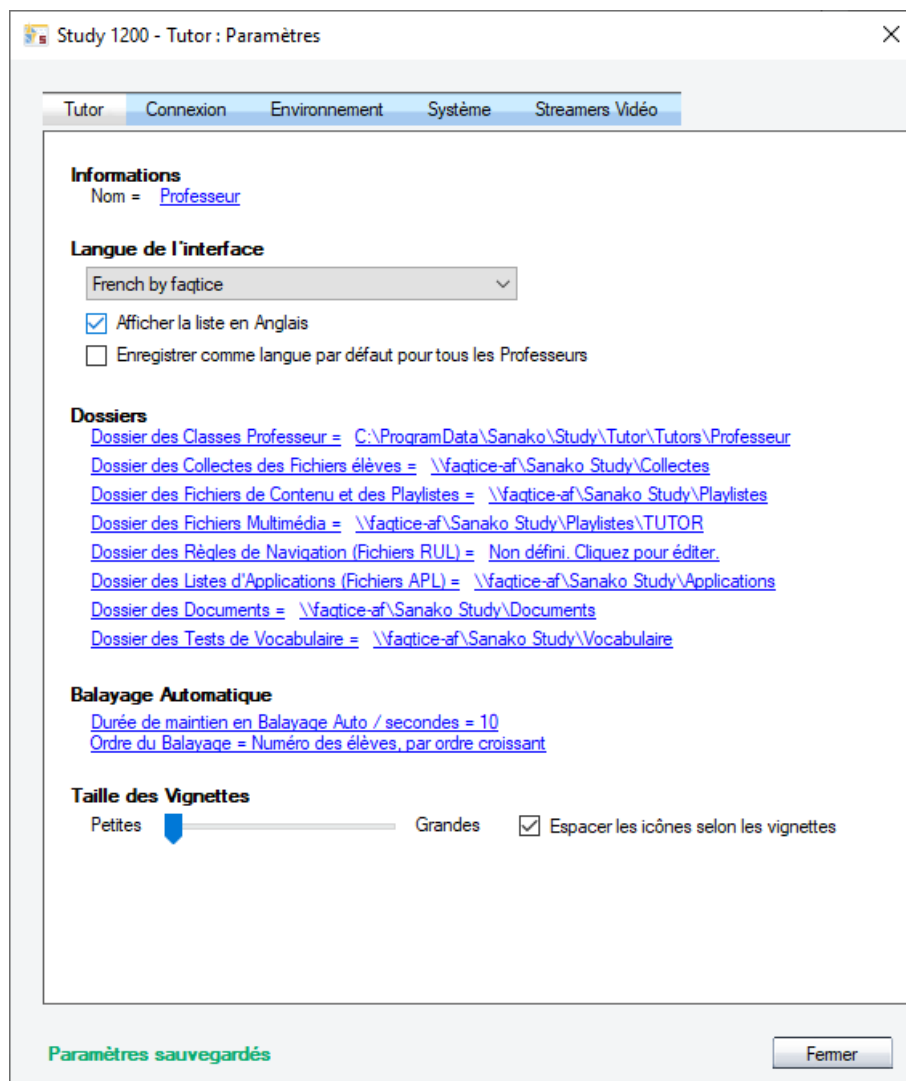 Study 1200 - Tutor : Paramètres
Tutor Connexion Environnement Système Streamers Vidéo
Informations
Nom = Professeur
Langue de l'interface
French by faqtice
Afficher la liste en Anglais
Enregistrer comme langue par défaut pour tous les Professeurs
Dossiers
Dossier des Classes Professeur = C:\ProgramData\Sanako\Study\Tutor\Tutors\Professeur
Dossier des Collectes des Fichiers élèves = \\faqtice-af\Sanako Study\Collectes
Dossier des Fichiers de Contenu et des Playlistes = \\faqtice-af\Sanako Study\Playlistes
Dossier des Fichiers Multimédia = \\faqtice-af\Sanako Study\Playlistes\TUTOR
Dossier des Règles de Navigation (Fichiers RUL) = Non défini. Cliquez pour éditer.
Dossier des Listes d'Applications (Fichiers APL) = \\faqtice-af\Sanako Study\Applications
Dossier des Documents = \\faqtice-af\Sanako Study\Documents
Dossier des Tests de Vocabulaire = \\faqtice-af\Sanako Study\Vocabulaire
Balayage Automatique
Durée de maintien en Balayage Auto / secondes = 10
Ordre du Balayage = Numéro des élèves, par ordre croissant
Taille des Vignettes
Petites Grandes Espacer les icônes selon les vignettes
Paramètres sauvegardés Fermer